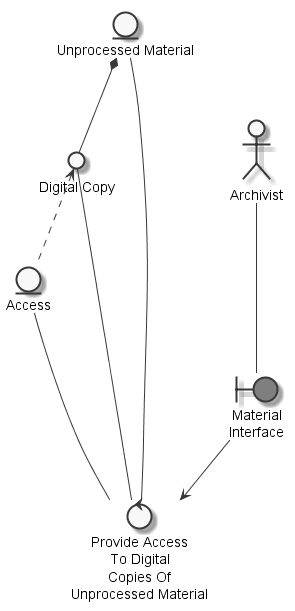 Unprocessed Material
Digital Copy
Archivist
Access
Material
Interface
Provide Access
To Digital
Copies Of
Unprocessed Material